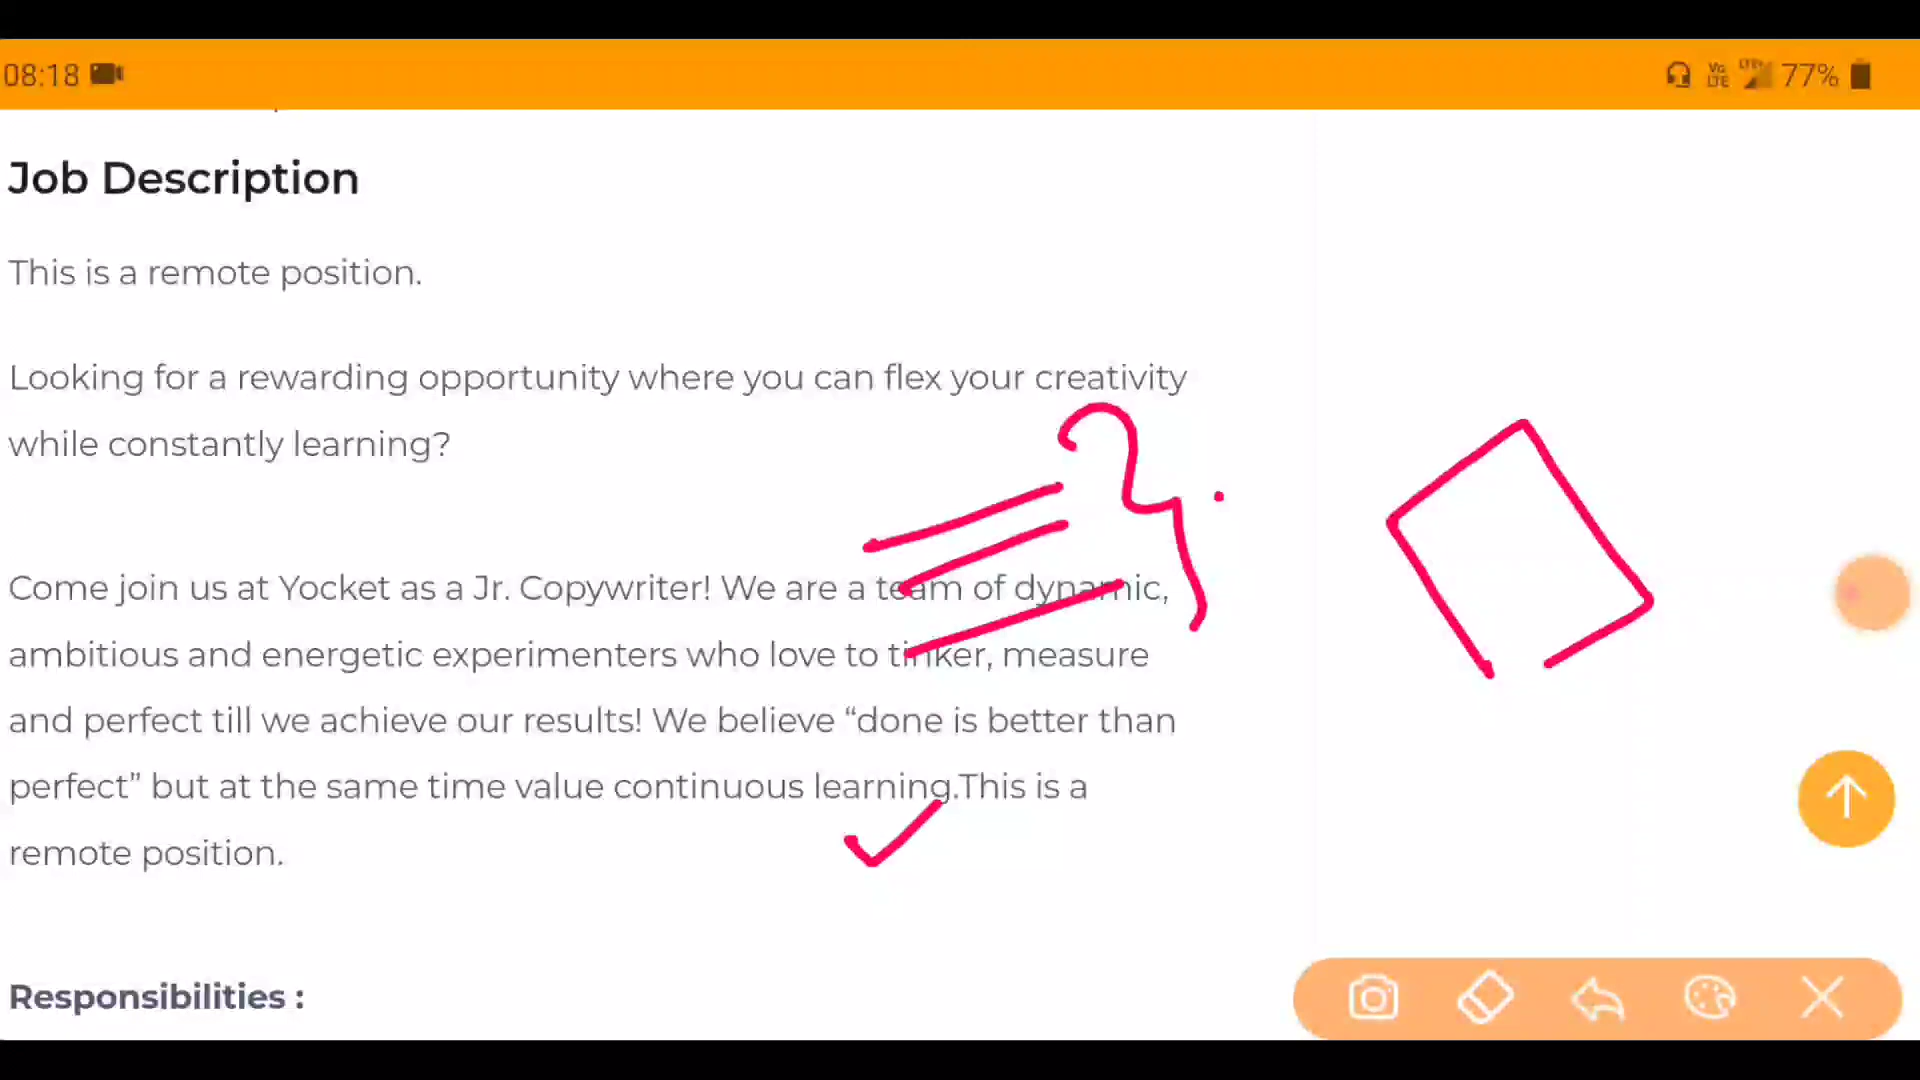 08:18 Vo LTE LTE+ 77%
Job Description
This is a remote position.
Looking for a rewarding opportunity where you can flex your creativity
while constantly learning?
Come join us at Yocket as a Jr. Copywriter! We are a team of dynamic,
ambitious and energetic experimenters who love to tinker, measure
and perfect till we achieve our results! We believe “done is better than
perfect” but at the same time value continuous learning.This is a
remote position.
Responsibilities :